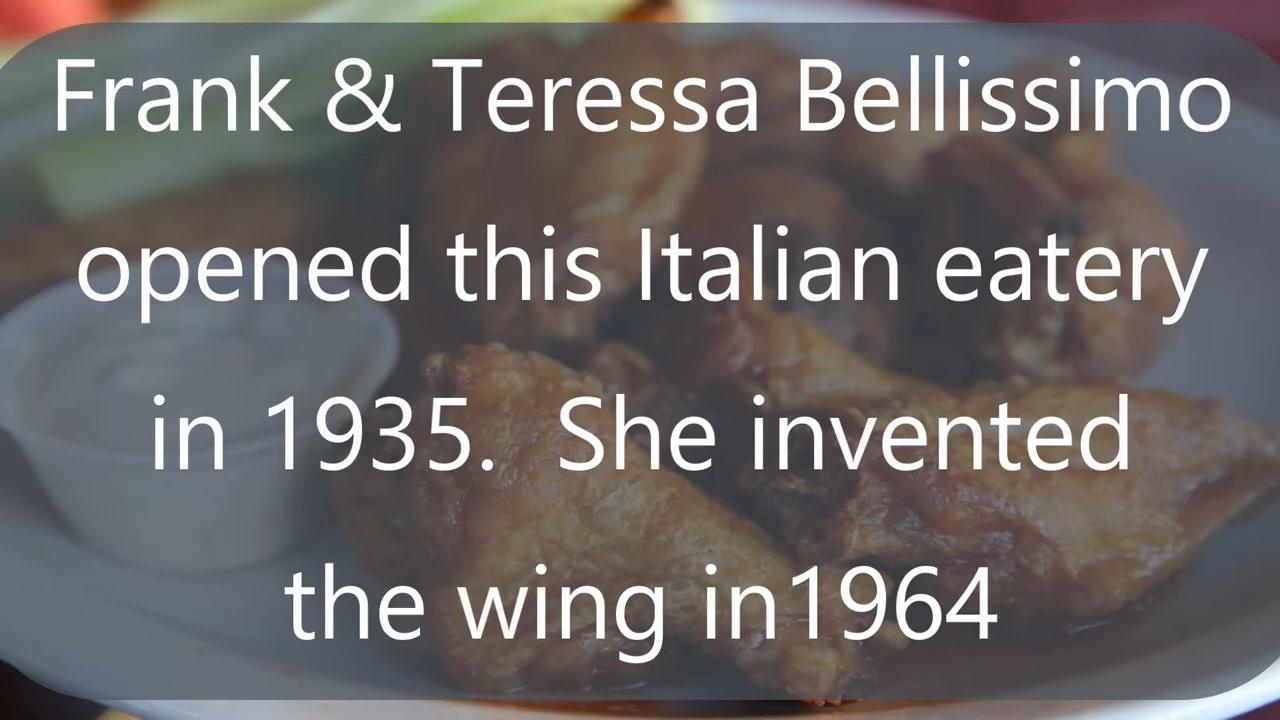 Frank & Teressa Bellissimo
opened this Italian eatery
in 1935.  She invented
the wing in1964